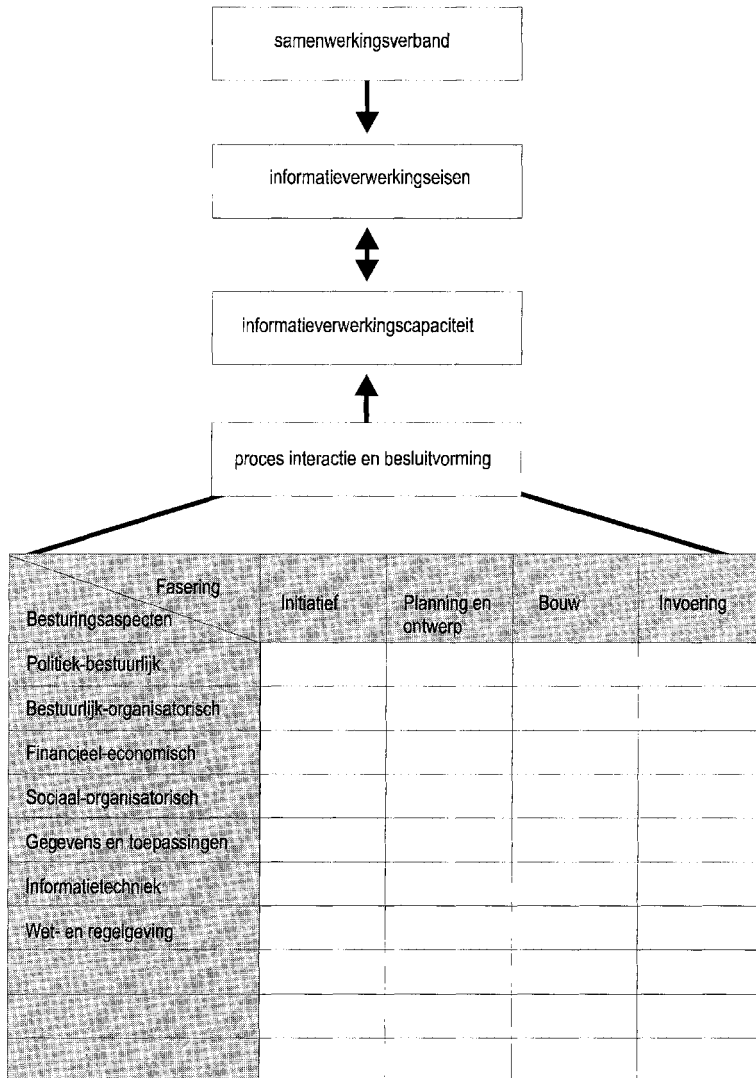 samenwerkingsverband
informatieverwerkingseisen
informatieverwerkingscapaciteit
proces interactie en besluitvorming
Fasering
Besturingsaspecten
Initiatief
Planning en
ontwerp
Bouw
Invoering
Politiek-bestuurlijk
Bestuurlijk-organisatorisch
Financieel-economisch
Sociaal-organisatorisch
Gegevens en toepassingen
Informatietechniek
Wet- en regelgeving